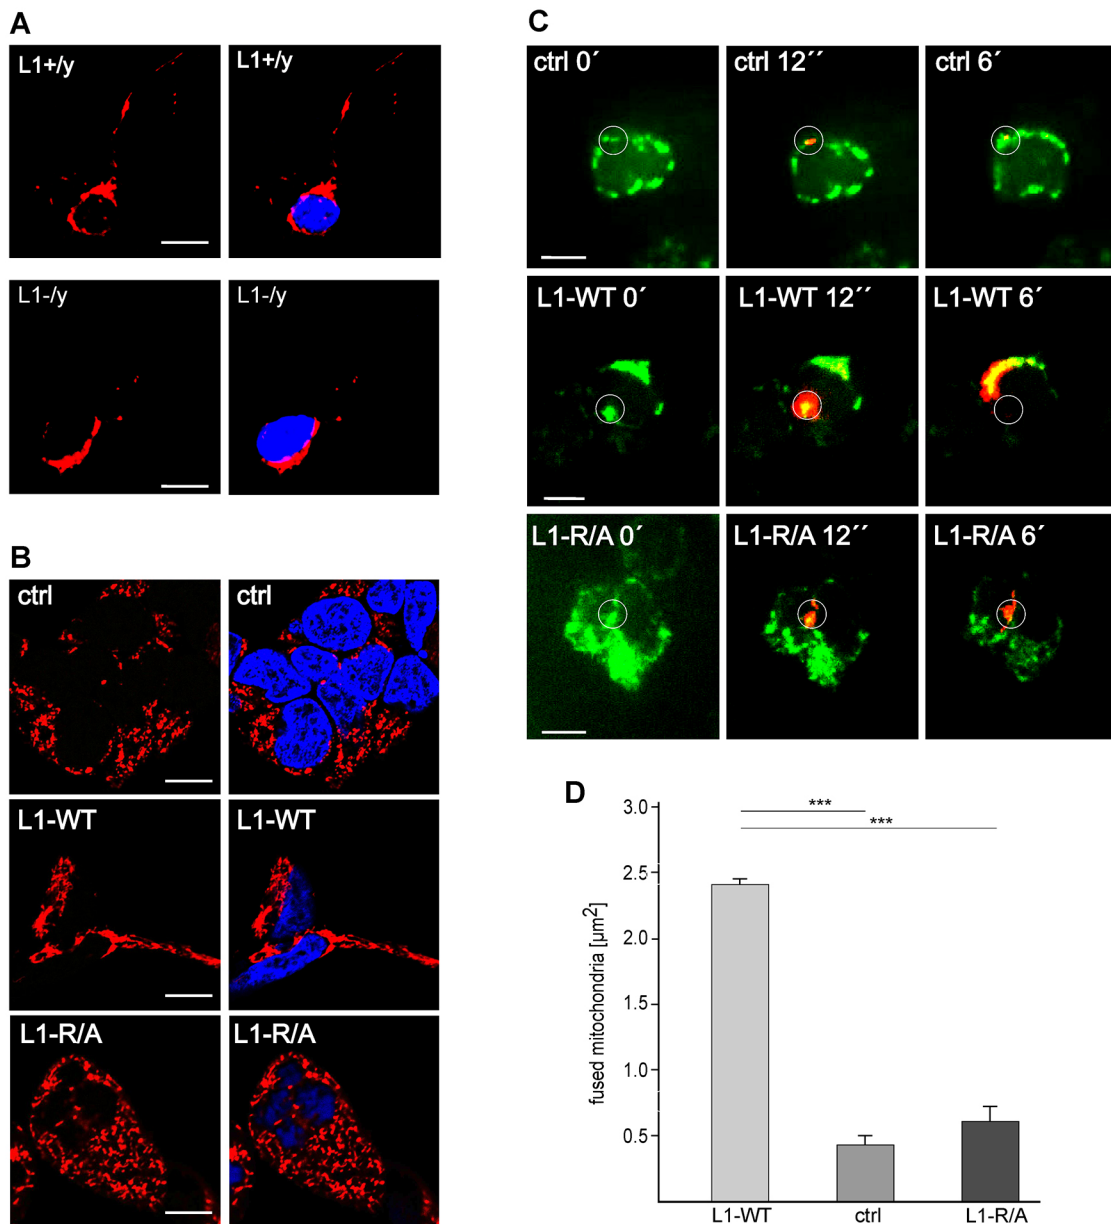 A
L1+/y
L1+/y
L1-/y
L1-/y
B
ctrl
ctrl
L1-WT
L1-WT
L1-R/A
L1-R/A
C
ctrl 0´
ctrl 12´´
ctrl 6´
L1-WT 0´
L1-WT 12´´
L1-WT 6´
L1-R/A 0´
L1-R/A 12´´
L1-R/A 6´
D
fused mitochondria [µm²]
3.0
2.5
2.0
1.5
1.0
0.5
***
***
L1-WT
ctrl
L1-R/A